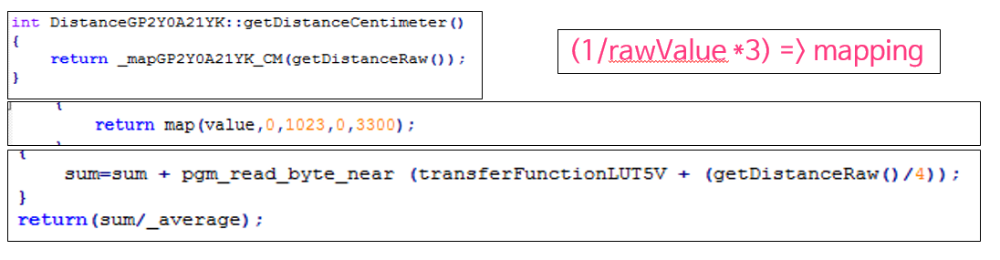 int DistanceGP2Y0A21YK::getDistanceCentimeter()
{
return _mapGP2Y0A21YK_CM(getDistanceRaw());
}
(1/rawValue *3) => mapping
{
return map(value,0,1023,0,3300);
{
sum=sum + pgm_read_byte_near (transferFunctionLUT5V + (getDistanceRaw()/4));
}
return(sum/_average);